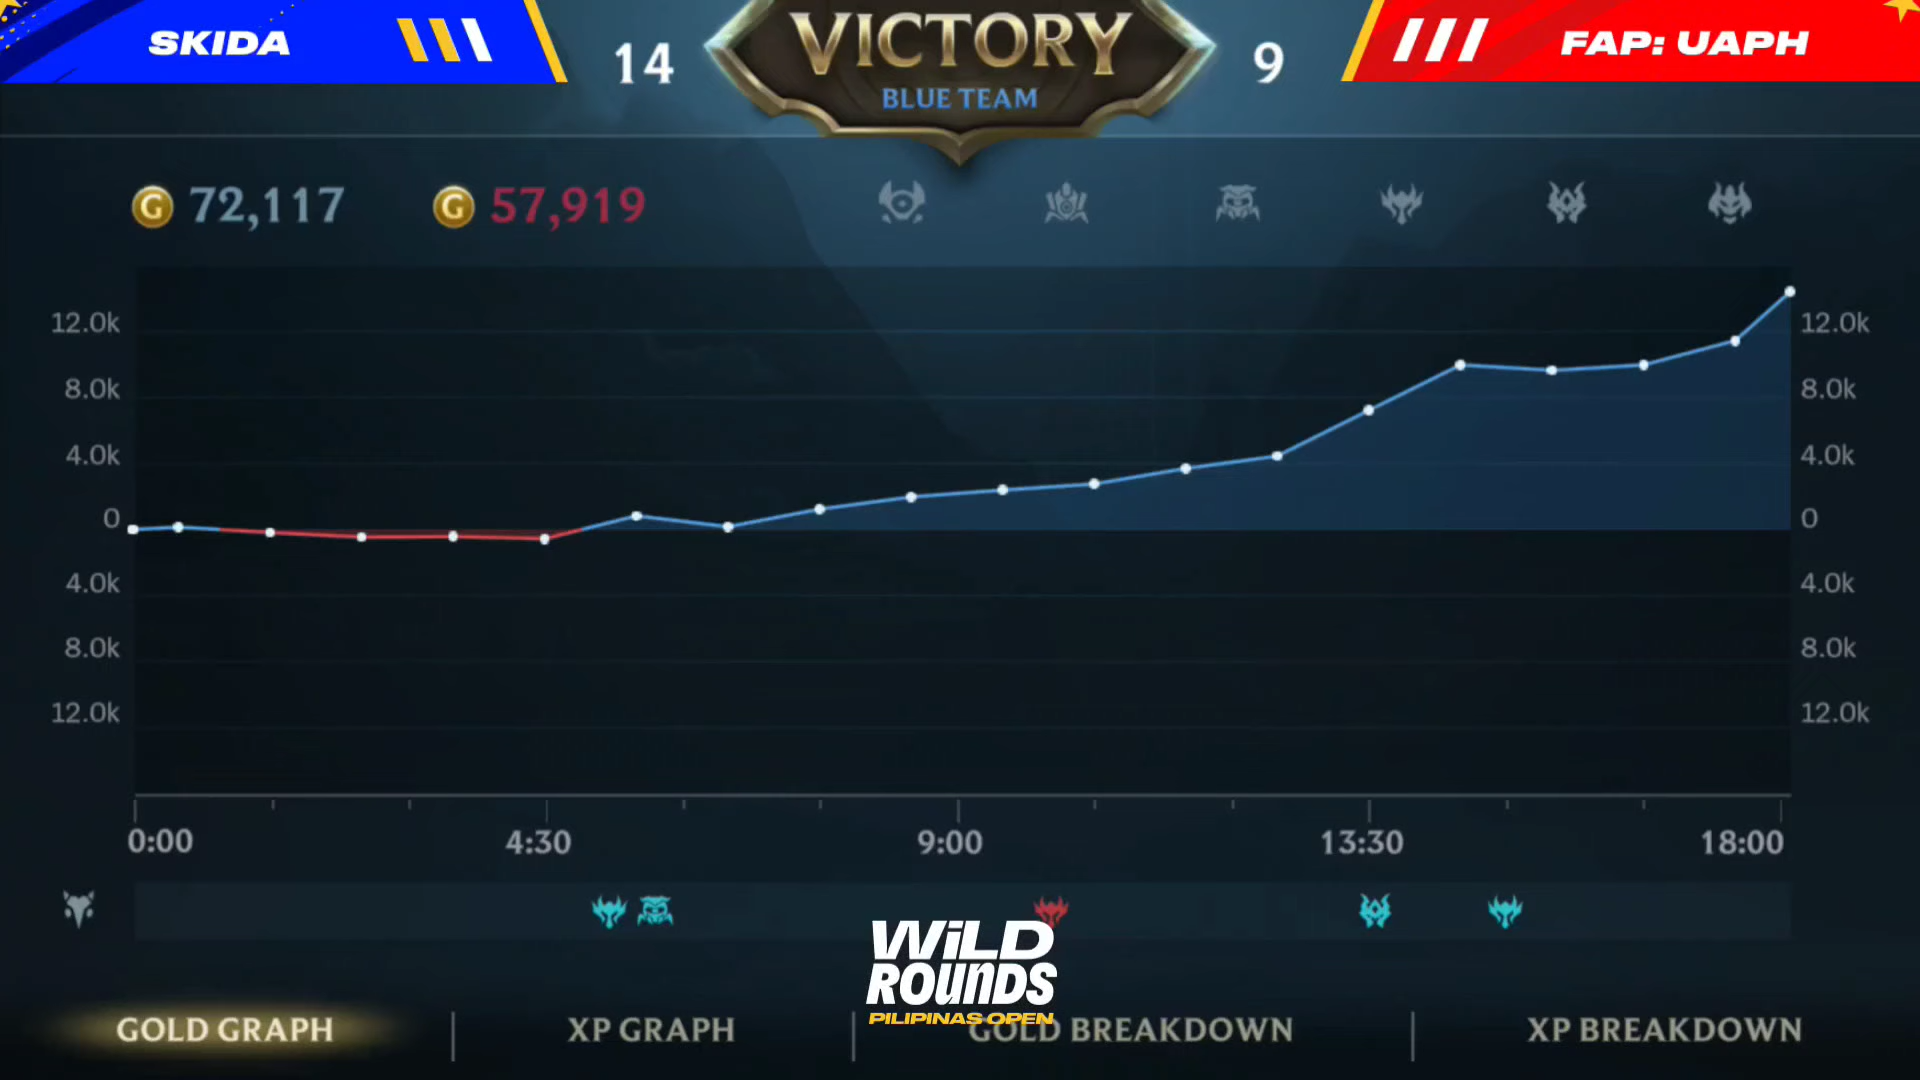 SKIDA
14
VICTORY
BLUE TEAM
9
FAP: UAPH
G 72,117
G 57,919
12.0k
12.0k
8.0k
8.0k
4.0k
4.0k
0
0
4.0k
4.0k
8.0k
8.0k
12.0k
12.0k
0:00
4:30
9:00
13:30
18:00
WiLD
ROUNDS
PILIPINAS OPEN
GOLD GRAPH
XP GRAPH
GOLD BREAKDOWN
XP BREAKDOWN